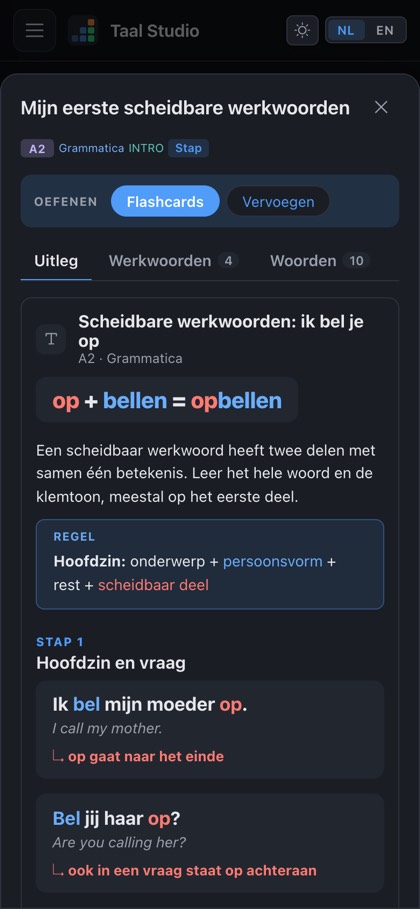 Taal Studio
NL EN
Mijn eerste scheidbare werkwoorden
A2 Grammatica INTRO Stap
OEFENEN Flashcards Vervoegen
Uitleg Werkwoorden 4 Woorden 10
T
Scheidbare werkwoorden: ik bel je
op
A2 · Grammatica
op + bellen = opbellen
Een scheidbaar werkwoord heeft twee delen met
samen één betekenis. Leer het hele woord en de
klemtoon, meestal op het eerste deel.
REGEL
Hoofdzin: onderwerp + persoonsvorm +
rest + scheidbaar deel
STAP 1
Hoofdzin en vraag
Ik bel mijn moeder op.
I call my mother.
op gaat naar het einde
Bel jij haar op?
Are you calling her?
ook in een vraag staat op achteraan